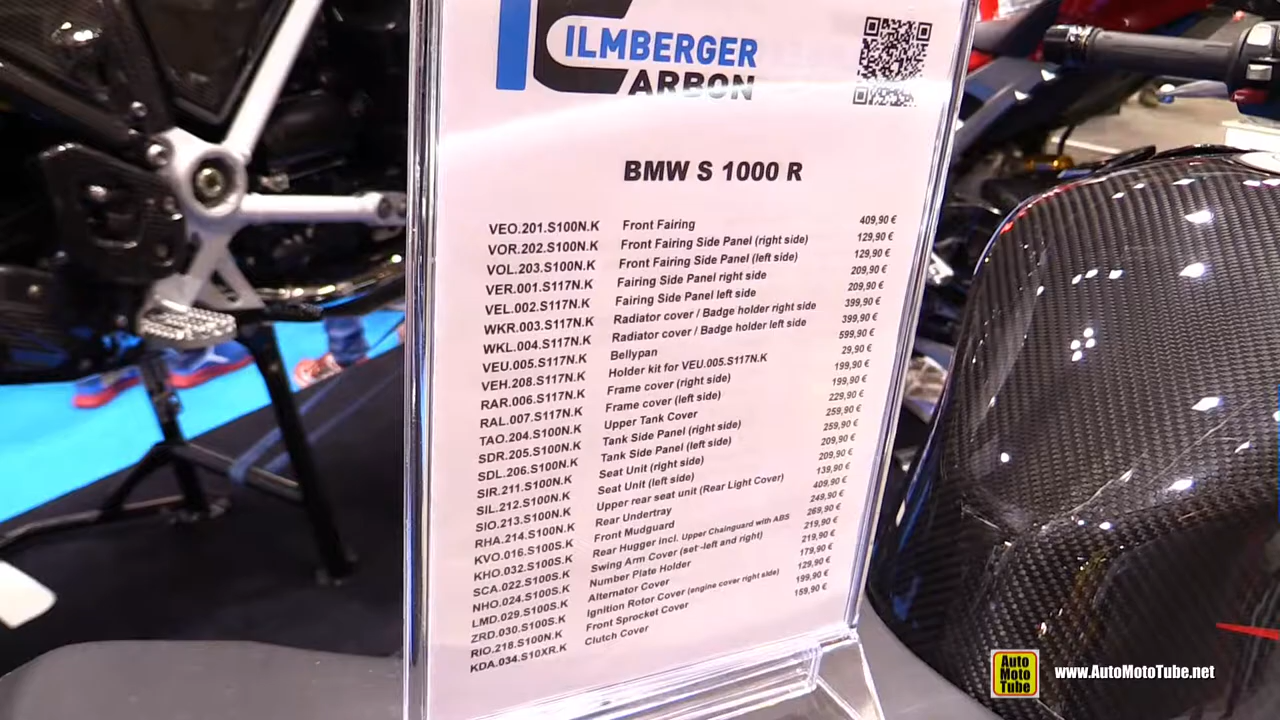 ILMBERGER
CARBON
BMW S 1000 R
VEO.201.S100N.K Front Fairing 409,90 €
VOR.202.S100N.K Front Fairing Side Panel (right side) 129,90 €
VOL.203.S100N.K Front Fairing Side Panel (left side) 129,90 €
VER.001.S117N.K Fairing Side Panel right side 209,90 €
VEL.002.S117N.K Fairing Side Panel left side 209,90 €
WKR.003.S117N.K Radiator cover / Badge holder right side 399,90 €
WKL.004.S117N.K Radiator cover / Badge holder left side 399,90 €
VEU.005.S117N.K Bellypan 599,90 €
VEH.208.S117N.K Holder kit for VEU.005.S117N.K 29,90 €
RAR.006.S117N.K Frame cover (right side) 199,90 €
RAL.007.S117N.K Frame cover (left side) 199,90 €
TAO.204.S100N.K Upper Tank Cover 229,90 €
SDR.205.S100N.K Tank Side Panel (right side) 259,90 €
SDL.206.S100N.K Tank Side Panel (left side) 259,90 €
SIR.211.S100N.K Seat Unit (right side) 209,90 €
SIL.212.S100N.K Seat Unit (left side) 209,90 €
SIO.213.S100N.K Upper rear seat unit (Rear Light Cover) 139,90 €
RHA.214.S100N.K Rear Undertray 409,90 €
KVO.016.S100S.K Front Mudguard 249,90 €
KHO.032.S100S.K Rear Hugger incl. Upper Chainguard with ABS 269,90 €
SCA.022.S100S.K Swing Arm Cover (set -left and right) 219,90 €
NHO.024.S100S.K Number Plate Holder 219,90 €
LMD.029.S100S.K Alternator Cover 179,90 €
ZRD.030.S100S.K Ignition Rotor Cover (engine cover right side) 129,90 €
RIO.218.S100N.K Front Sprocket Cover 199,90 €
KDA.034.S10XR.K Clutch Cover 159,90 €
Auto
Moto
Tube
www.AutoMotoTube.net